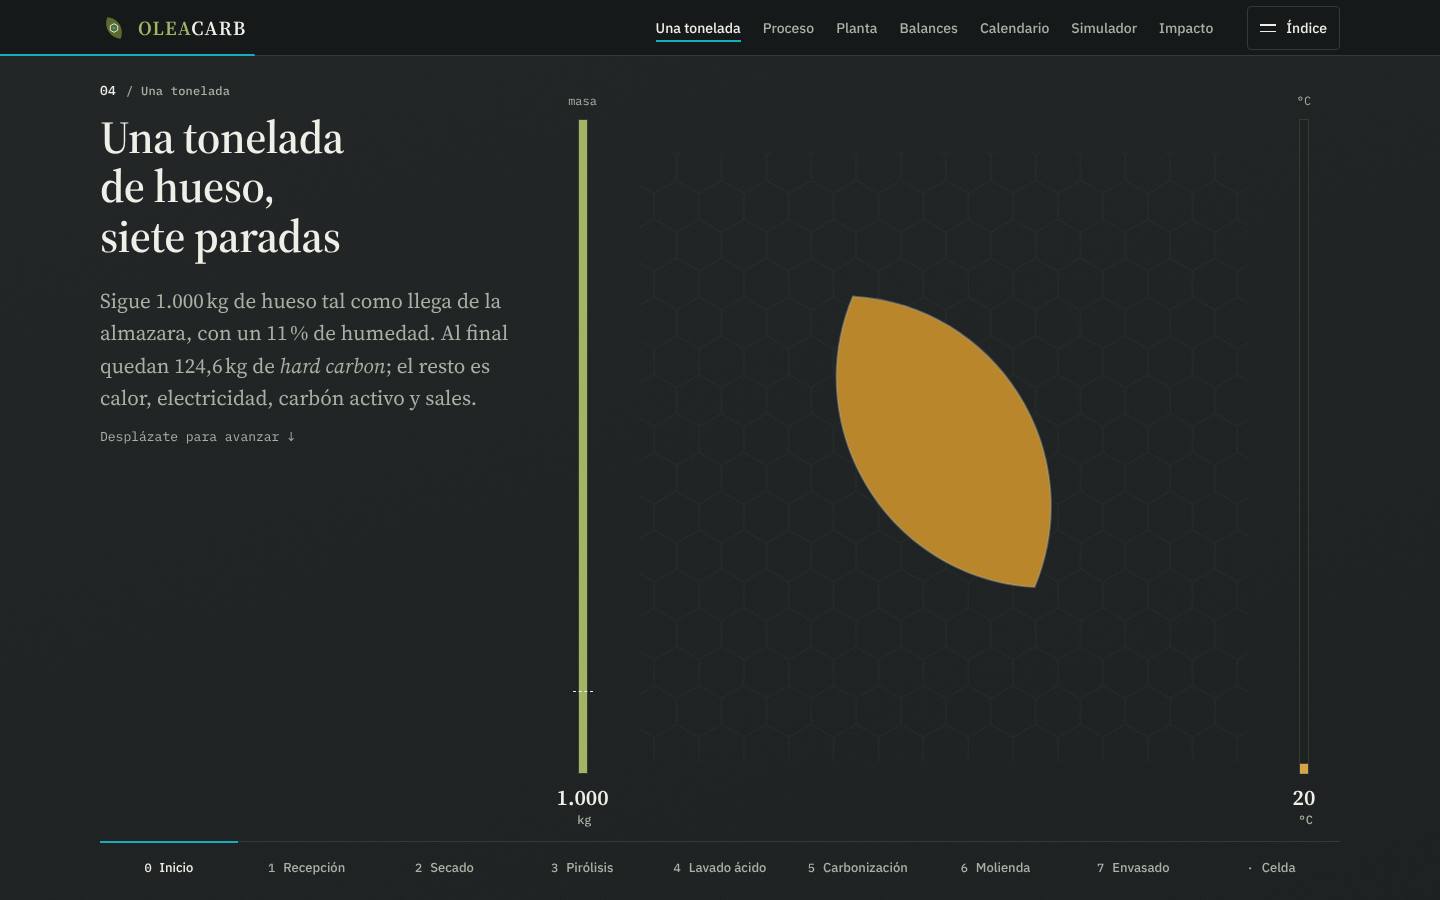 OLEACARB
Una tonelada
Proceso
Planta
Balances
Calendario
Simulador
Impacto
Índice
04 / Una tonelada
Una tonelada
de hueso,
siete paradas
Sigue 1.000 kg de hueso tal como llega de la
almazara, con un 11 % de humedad. Al final
quedan 124,6 kg de hard carbon; el resto es
calor, electricidad, carbón activo y sales.
Desplázate para avanzar ↓
masa
1.000
kg
°C
20
°C
0 Inicio
1 Recepción
2 Secado
3 Pirólisis
4 Lavado ácido
5 Carbonización
6 Molienda
7 Envasado
· Celda